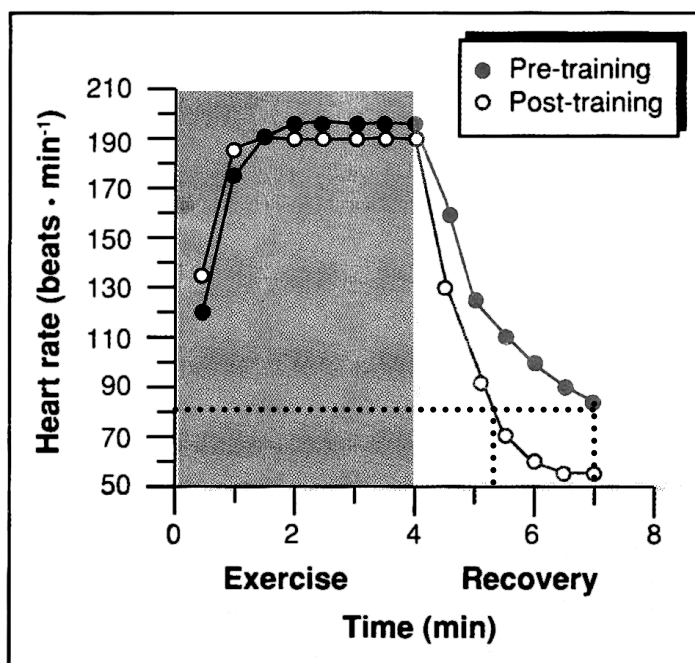 Pre-training
Post-training
Heart rate (beats · min⁻¹)
210
190
170
150
130
110
90
70
50
0
2
4
6
8
Exercise
Recovery
Time (min)